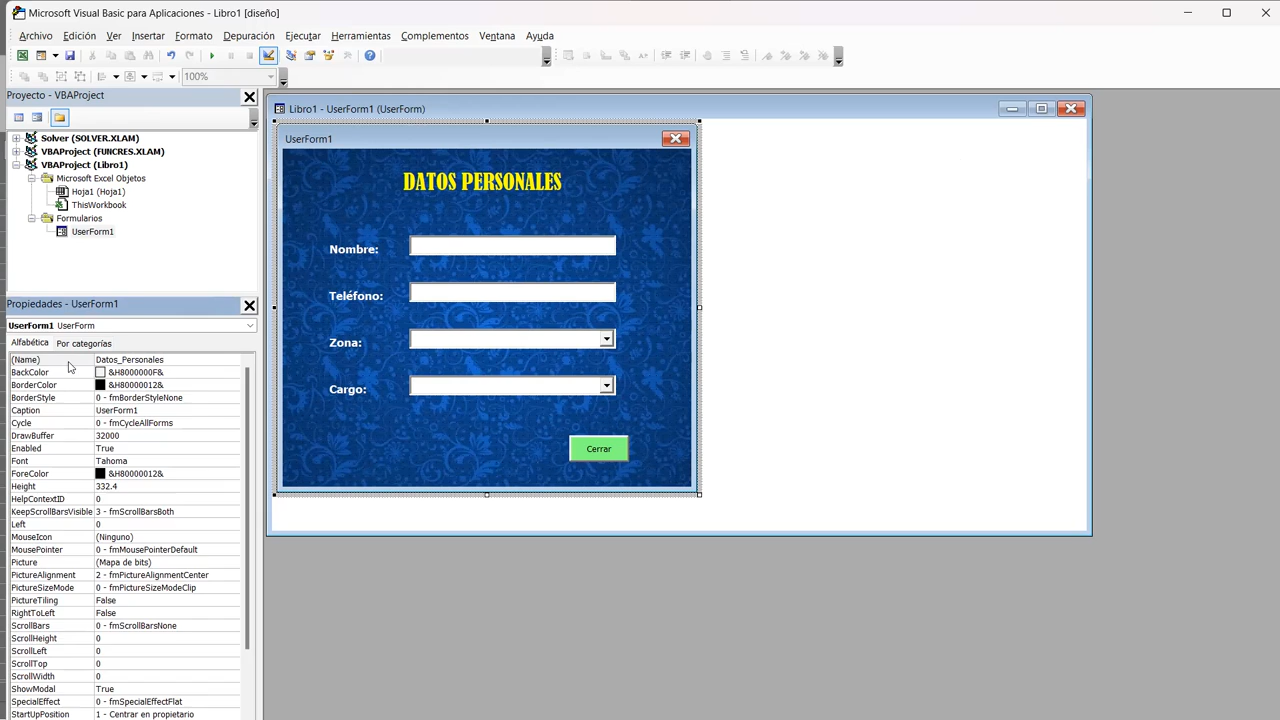 Microsoft Visual Basic para Aplicaciones - Libro1 [diseño]
Archivo Edición Ver Insertar Formato Depuración Ejecutar Herramientas Complementos Ventana Ayuda
100%
Proyecto - VBAProject
Solver (SOLVER.XLAM)
VBAProject (FUNCRES.XLAM)
VBAProject (Libro1)
Microsoft Excel Objetos
Hoja1 (Hoja1)
ThisWorkbook
Formularios
UserForm1
Propiedades - UserForm1
UserForm1 UserForm
Alfabética Por categorías
(Name) Datos_Personales
BackColor &H8000000F&
BorderColor &H80000012&
BorderStyle 0 - fmBorderStyleNone
Caption UserForm1
Cycle 0 - fmCycleAllForms
DrawBuffer 32000
Enabled True
Font Tahoma
ForeColor &H80000012&
Height 332.4
HelpContextID 0
KeepScrollBarsVisible 3 - fmScrollBarsBoth
Left 0
MouseIcon (Ninguno)
MousePointer 0 - fmMousePointerDefault
Picture (Mapa de bits)
PictureAlignment 2 - fmPictureAlignmentCenter
PictureSizeMode 0 - fmPictureSizeModeClip
PictureTiling False
RightToLeft False
ScrollBars 0 - fmScrollBarsNone
ScrollHeight 0
ScrollLeft 0
ScrollTop 0
ScrollWidth 0
ShowModal True
SpecialEffect 0 - fmSpecialEffectFlat
StartUpPosition 1 - Centrar en propietario
Libro1 - UserForm1 (UserForm)
UserForm1
DATOS PERSONALES
Nombre:
Teléfono:
Zona:
Cargo:
Cerrar